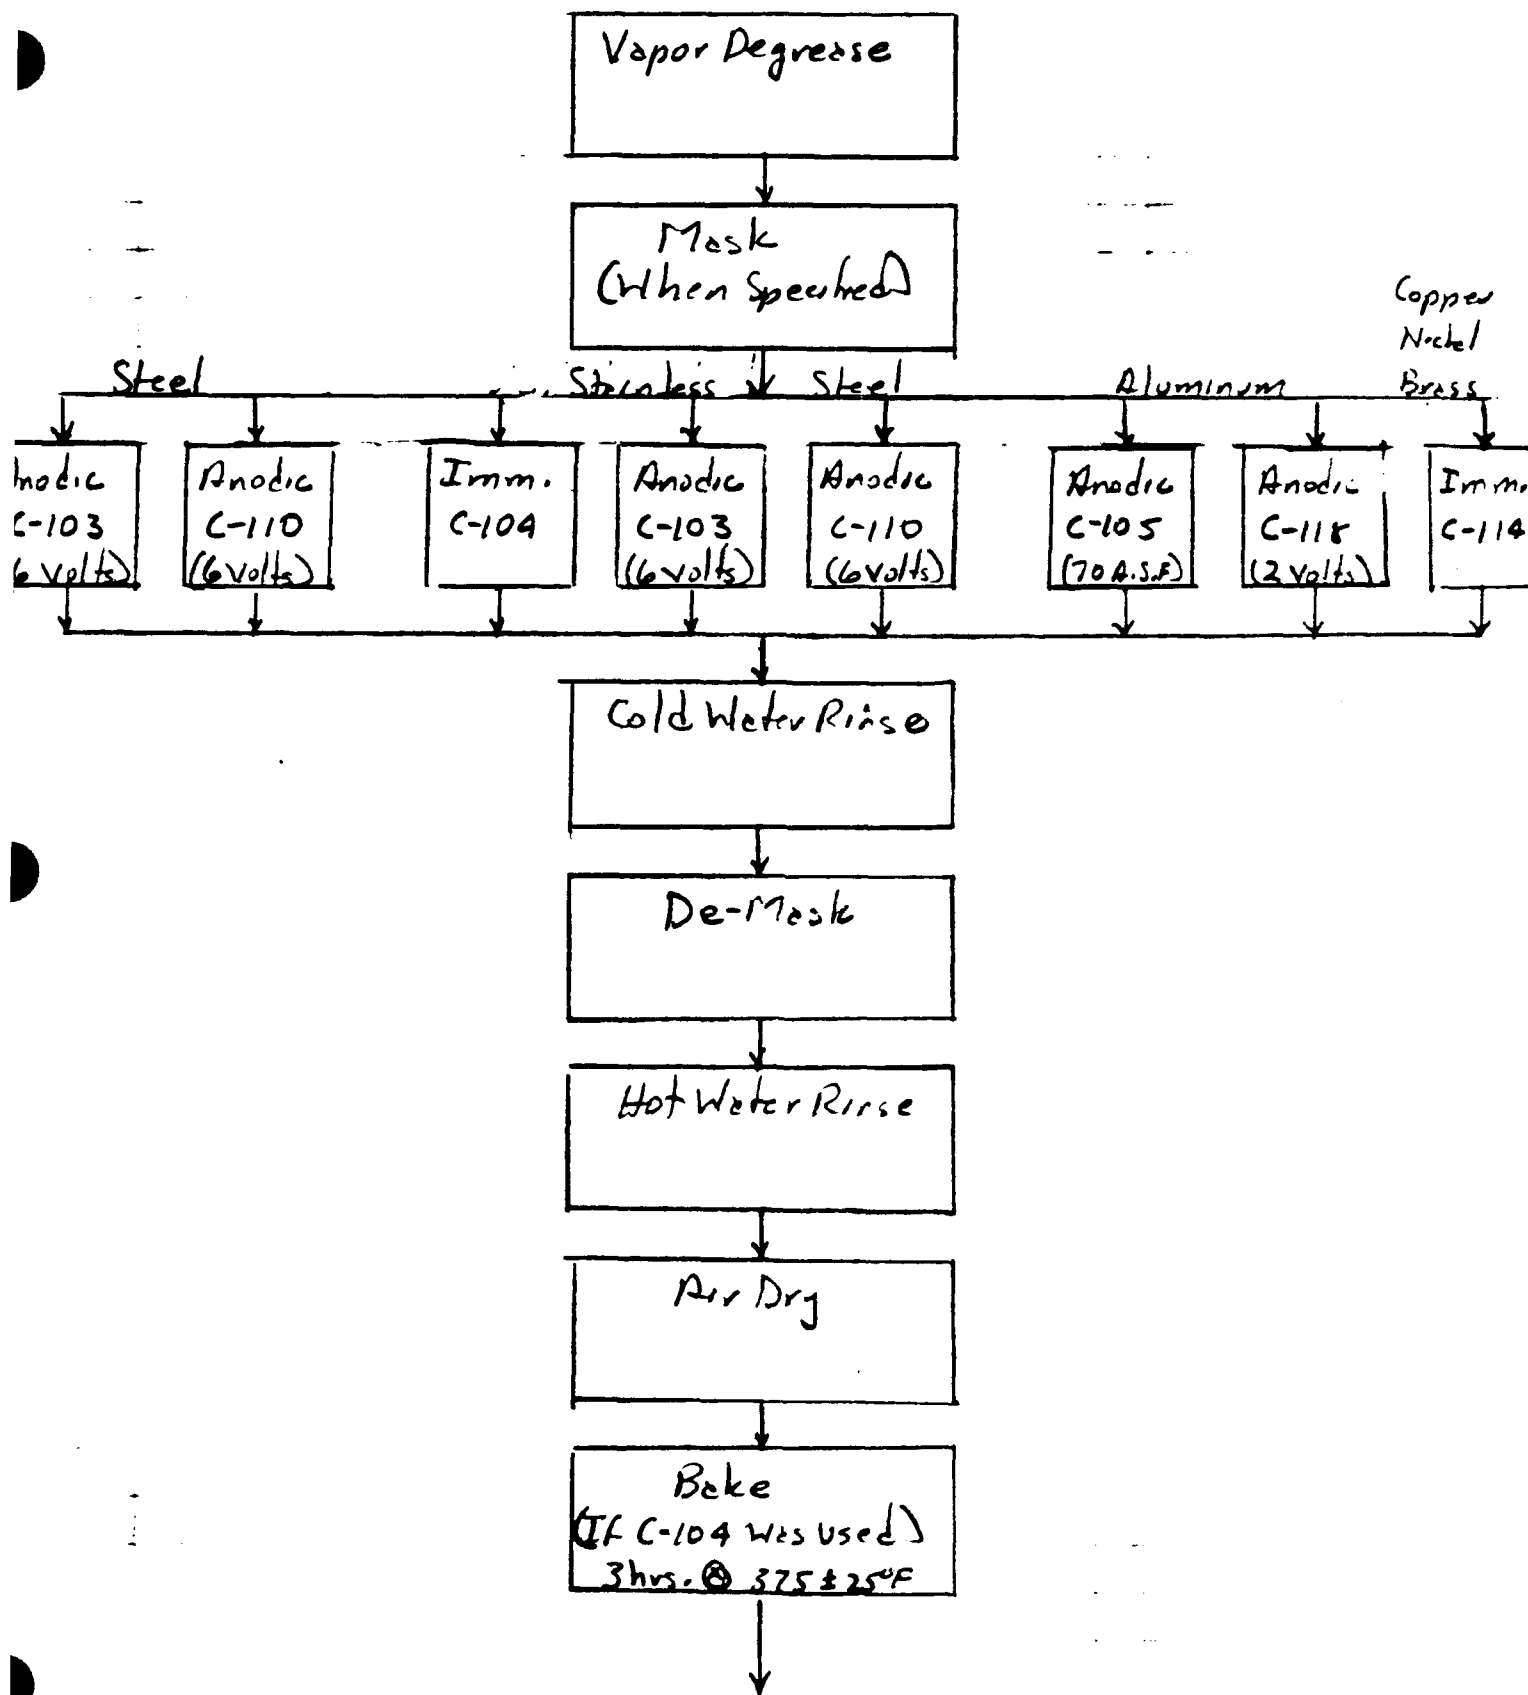 Vapor Degrease
Mask
(When Specified)
Copper
Nickel
Brass
Steel
Stainless Steel
Aluminum
nodic
C-103
6 Volts)
Anodic
C-110
(6 Volts)
Imm.
C-104
Anodic
C-103
(6 Volts)
Anodic
C-110
(6 Volts)
Anodic
C-105
(70 A.S.F)
Anodic
C-118
(2 Volts)
Imm.
C-114
Cold Water Rinse
De-Mask
Hot Water Rinse
Air Dry
Bake
(If C-104 Was Used)
3hrs. @ 375 ± 25°F